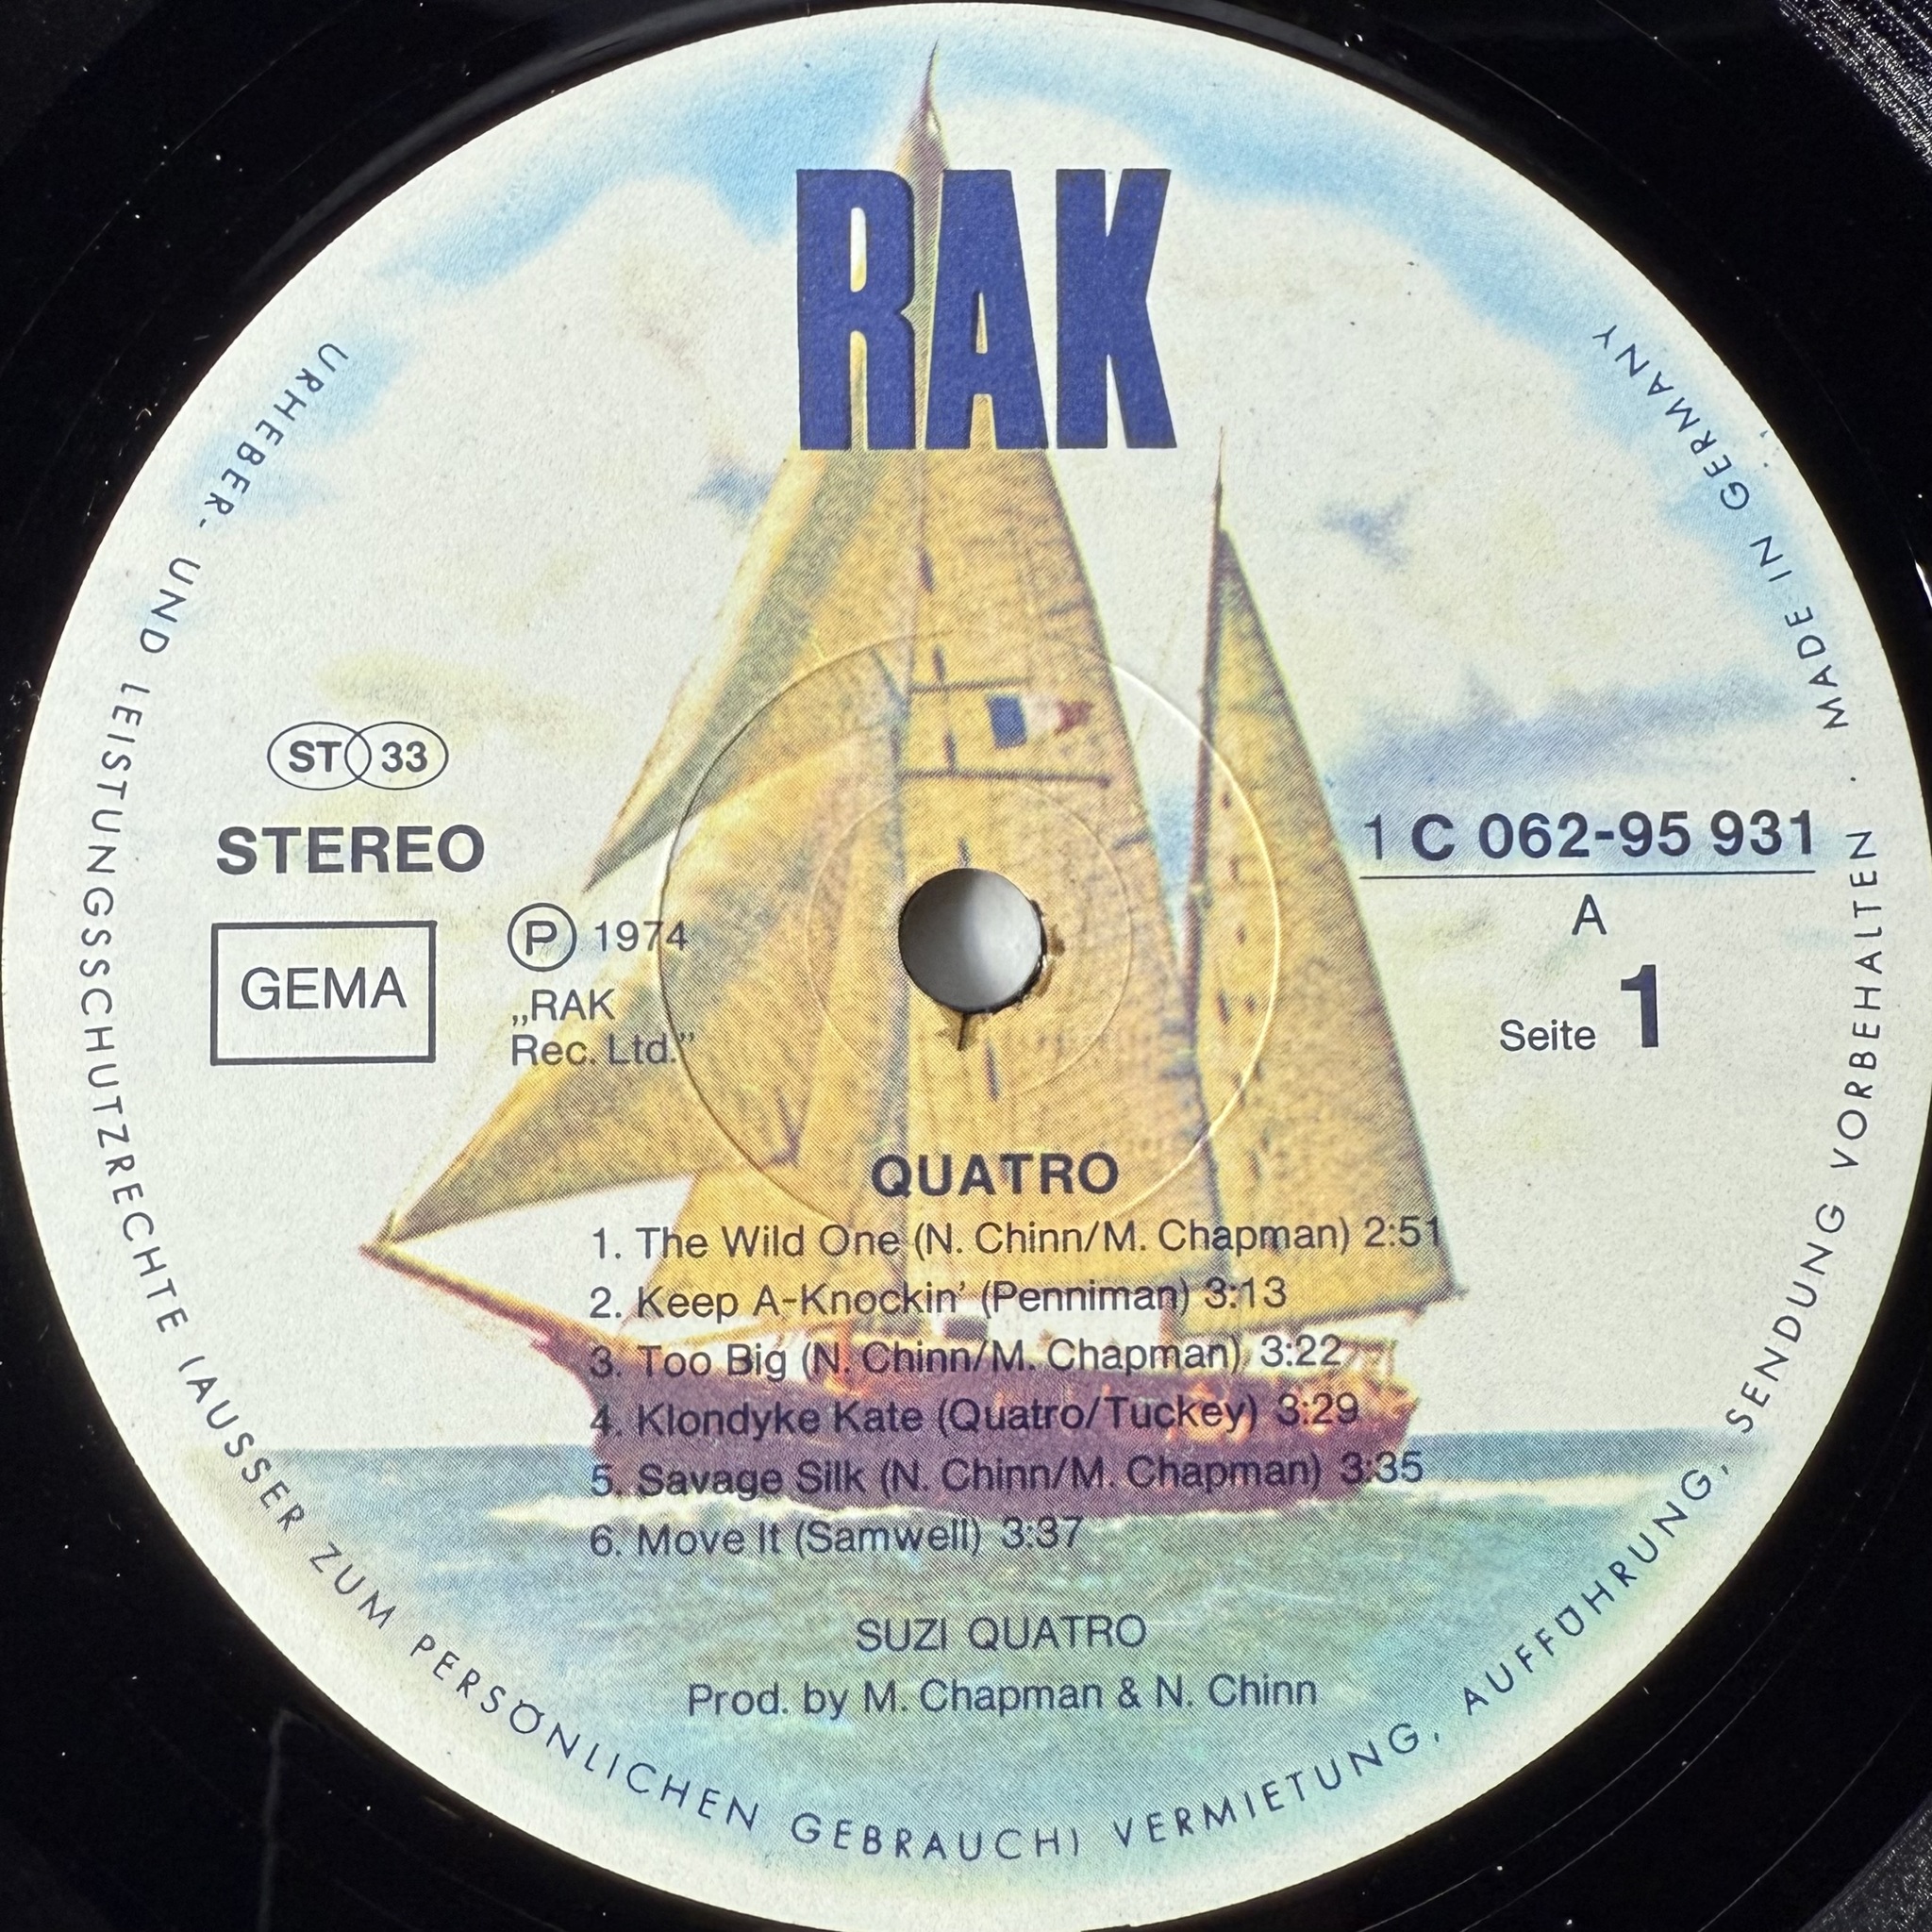 RAK
URHEBER- UND LEISTUNGSSCHUTZRECHTE (AUSSER ZUM PERSÖNLICHEN GEBRAUCH) VERMIETUNG, AUFFÜHRUNG, SENDUNG VORBEHALTEN · MADE IN GERMANY
ST 33
STEREO
GEMA
Ⓟ 1974
„RAK
Rec. Ltd.”
1 C 062-95 931
A
Seite 1
QUATRO
1. The Wild One (N. Chinn/M. Chapman) 2:51
2. Keep A-Knockin’ (Penniman) 3:13
3. Too Big (N. Chinn/M. Chapman) 3:22
4. Klondyke Kate (Quatro/Tuckey) 3:29
5. Savage Silk (N. Chinn/M. Chapman) 3:35
6. Move It (Samwell) 3:37
SUZI QUATRO
Prod. by M. Chapman & N. Chinn